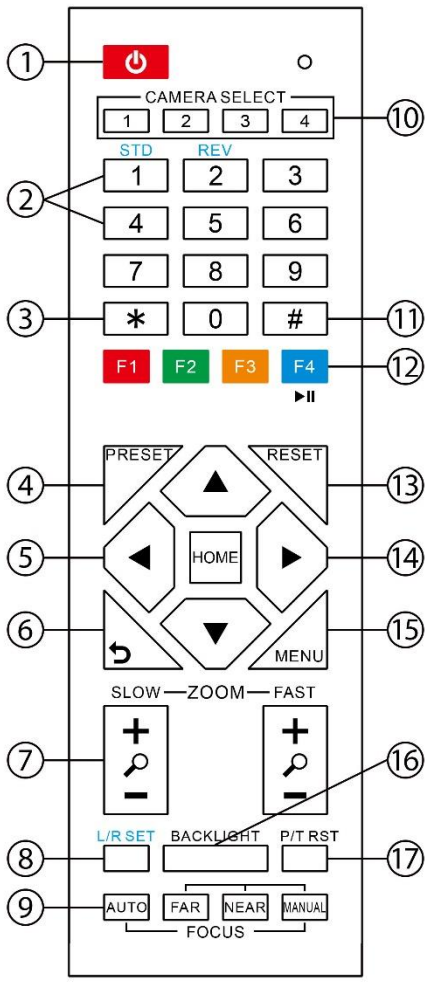 1
CAMERA SELECT
10
1 2 3 4
STD REV
2
1 2 3
4 5 6
7 8 9
3
* 0 #
11
F1 F2 F3 F4
12
PRESET RESET
4
13
5
HOME
14
6
15
MENU
SLOW ZOOM FAST
+ +
7
16
− −
L/R SET BACKLIGHT P/T RST
8
17
9
AUTO FAR NEAR MANUAL
FOCUS